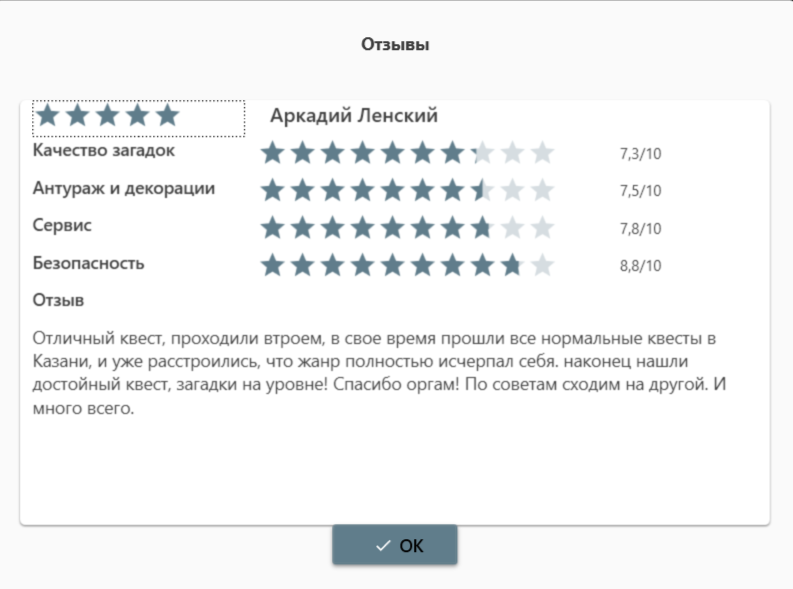 Отзывы
Аркадий Ленский
Качество загадок 7,3/10
Антураж и декорации 7,5/10
Сервис 7,8/10
Безопасность 8,8/10
Отзыв
Отличный квест, проходили втроем, в свое время прошли все нормальные квесты в
Казани, и уже расстроились, что жанр полностью исчерпал себя. наконец нашли
достойный квест, загадки на уровне! Спасибо оргам! По советам сходим на другой. И
много всего.
ОК